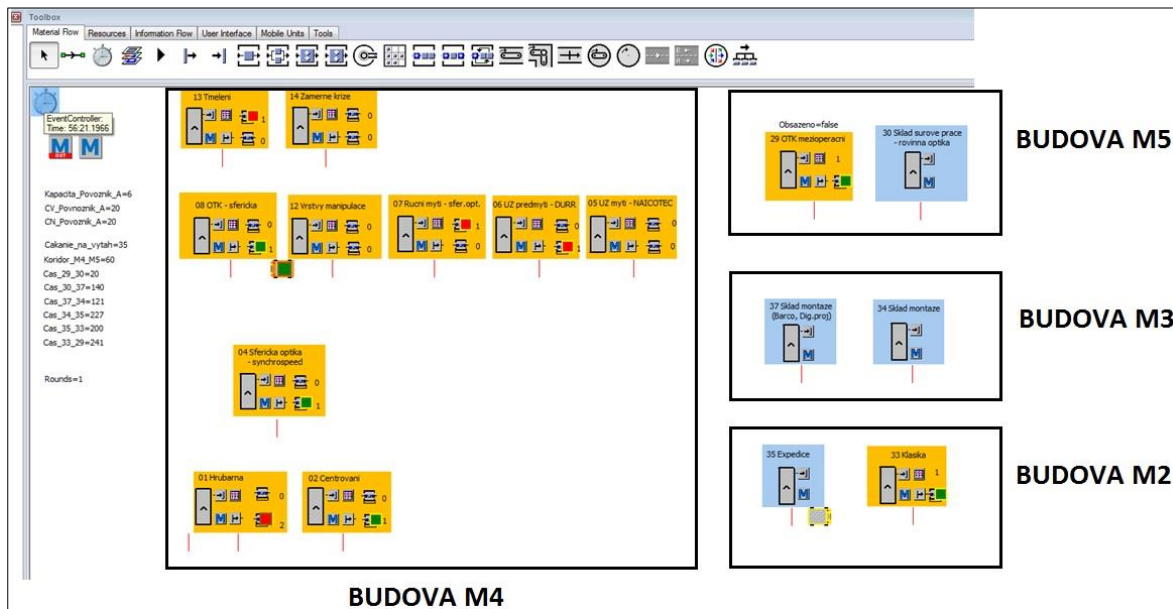 Toolbox
Material Flow Resources Information Flow User Interface Mobile Units Tools
EventController:
Time: 56:21.1966
M M
OUT
Kapacita_Povoznik_A=6
CV_Povnoznik_A=20
CN_Povoznik_A=20
Cakanie_na_vytah=35
Koridor_M4_M5=60
Cas_29_30=20
Cas_30_37=140
Cas_37_34=121
Cas_34_35=227
Cas_35_33=200
Cas_33_29=241
Rounds=1
13 Tmeleni
M
1
0
14 Zamerne krize
M
0
0
08 OTK - sfericka
M
0
1
12 Vrstvy manipulace
M
0
0
07 Rucni myti - sfer.opt.
M
1
0
06 UZ predmyti - DURR
M
0
1
05 UZ myti - NAICOTEC
M
0
0
04 Sfericka optika
- synchrospeed
M
0
1
01 Hrubarna
M
0
2
02 Centrovani
M
0
1
BUDOVA M4
Obsazeno=false
29 OTK mezioperacni
M
1
30 Sklad surove prace
- rovinna optika
M
BUDOVA M5
37 Sklad montaze
(Barco, Dig.proj)
M
34 Sklad montaze
M
BUDOVA M3
35 Expedice
M
33 Klasika
M
1
BUDOVA M2